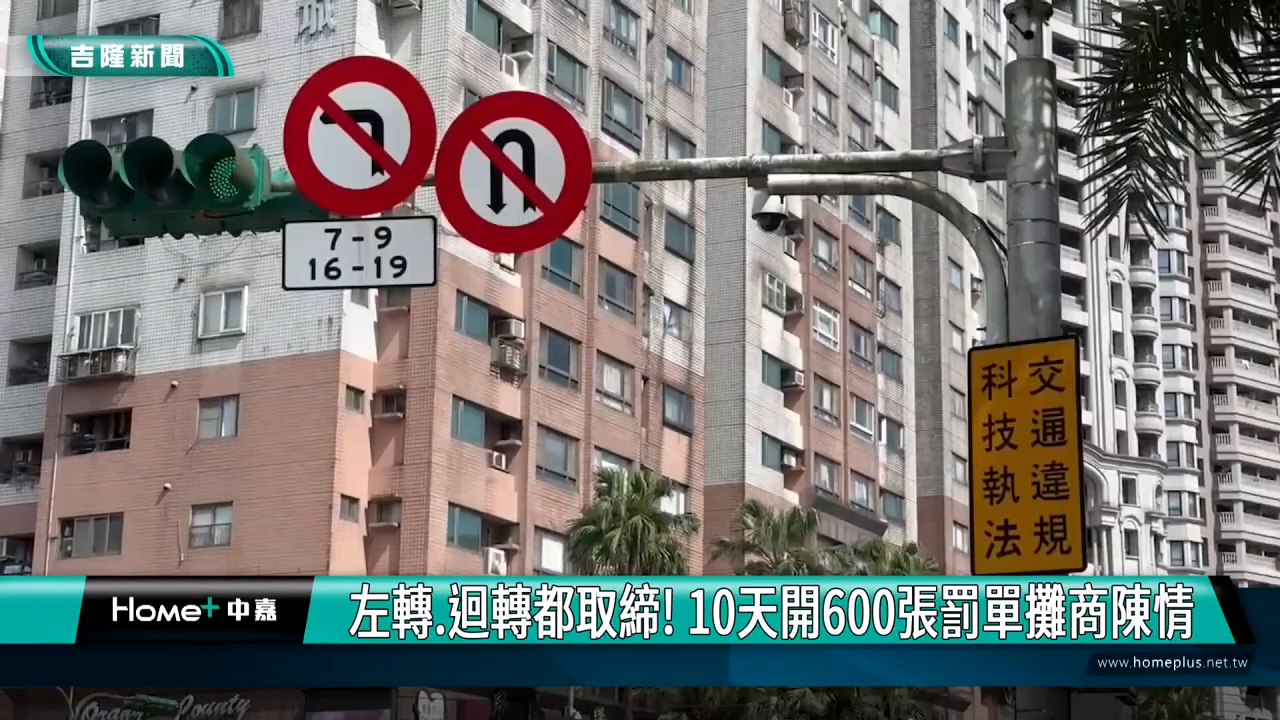 吉隆新聞
城
7-9
16-19
交通違規
科技執法
Home+ 中嘉
左轉.迴轉都取締! 10天開600張罰單攤商陳情
www.homeplus.net.tw
County